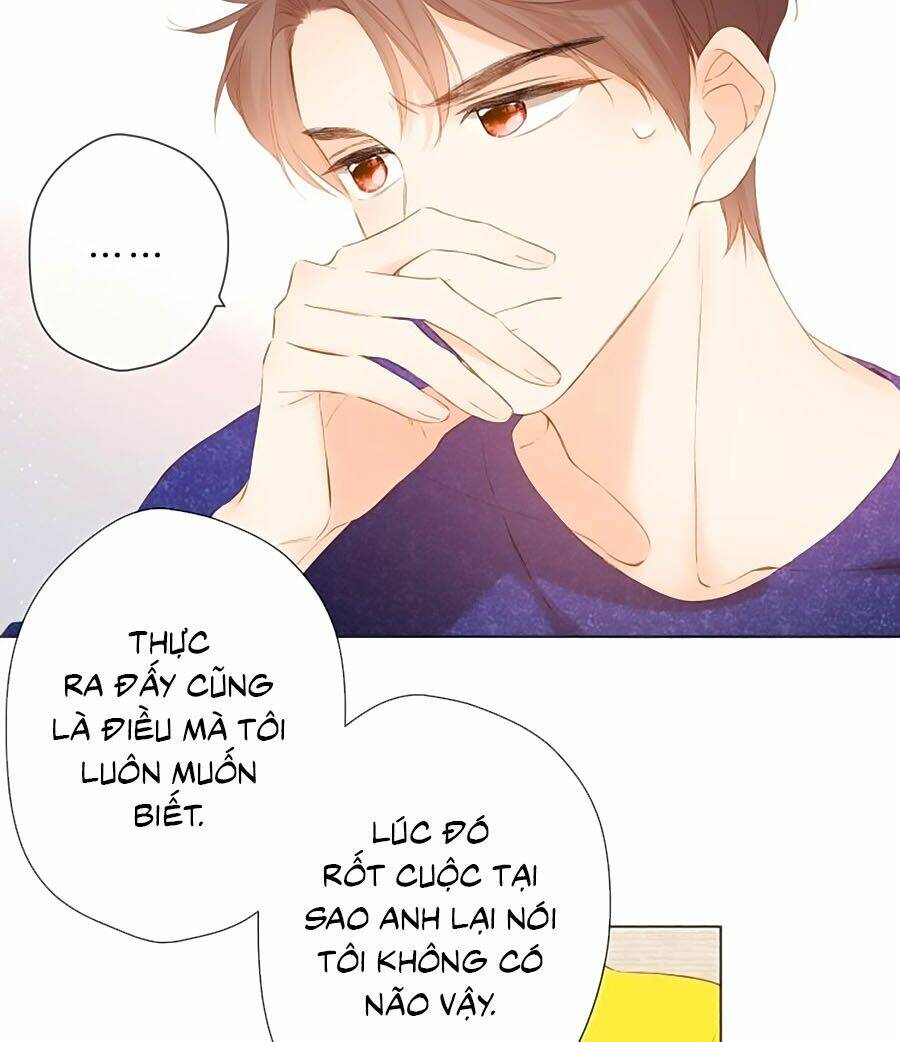 ......
THỰC
RA ĐẤY CŨNG
LÀ ĐIỀU MÀ TÔI
LUÔN MUỐN
BIẾT.
LÚC ĐÓ
RỐT CUỘC TẠI
SAO ANH LẠI NÓI
TÔI KHÔNG CÓ
NÃO VẬY.